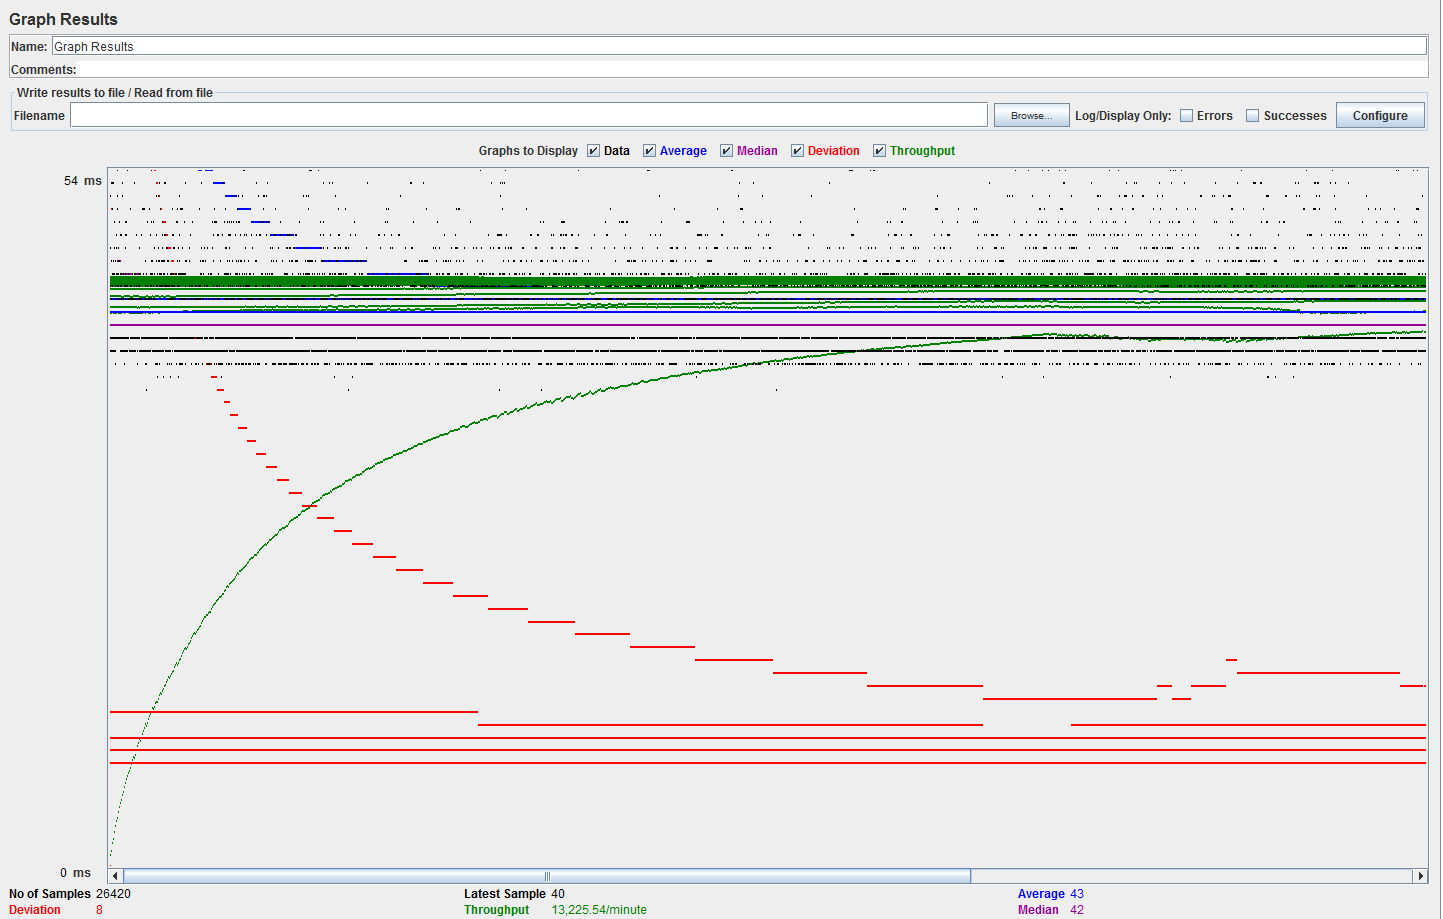 Graph Results
Name: Graph Results
Comments:
Write results to file / Read from file
Filename Browse... Log/Display Only: Errors Successes Configure
Graphs to Display Data Average Median Deviation Throughput
54 ms
0 ms
No of Samples 26420 Latest Sample 40 Average 43
Deviation 8 Throughput 13,225.54/minute Median 42